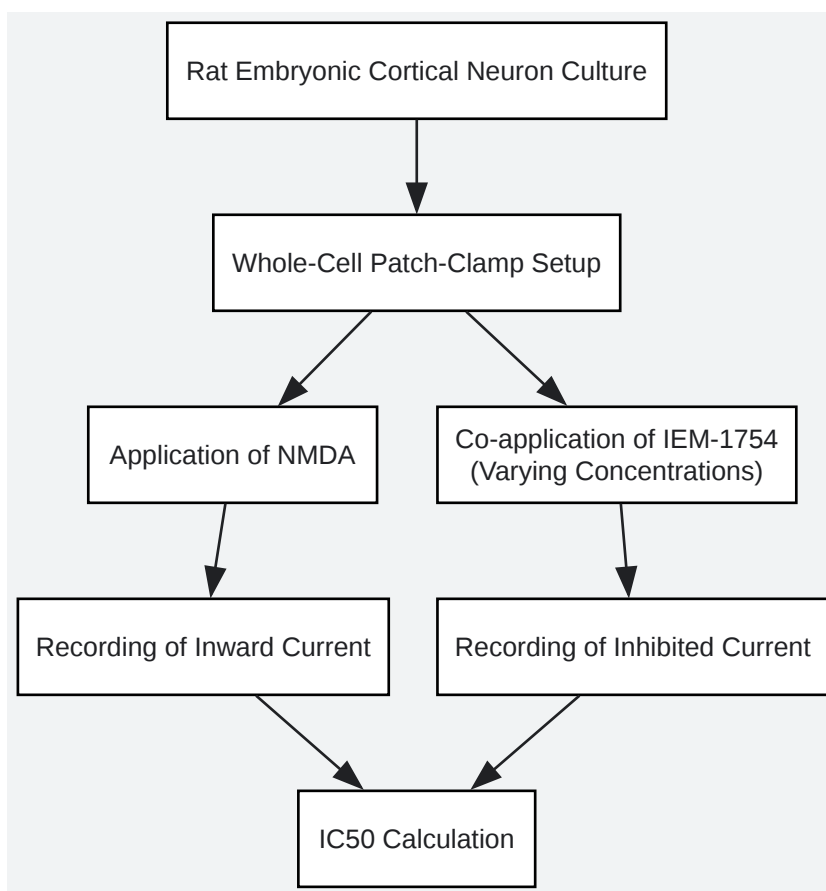 Rat Embryonic Cortical Neuron Culture
Whole-Cell Patch-Clamp Setup
Application of NMDA
Co-application of IEM-1754
(Varying Concentrations)
Recording of Inward Current
Recording of Inhibited Current
IC50 Calculation